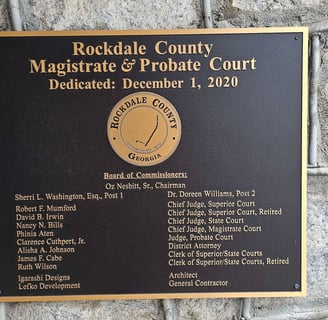 Rockdale County
Magistrate & Probate Court
Dedicated: December 1, 2020
ROCKDALE COUNTY
GEORGIA
Board of Commissioners:
Oz Nesbitt, Sr., Chairman
Sherri L. Washington, Esq., Post 1 Dr. Doreen Williams, Post 2
Robert F. Mumford Chief Judge, Superior Court
David B. Irwin Chief Judge, Superior Court, Retired
Nancy N. Bills Chief Judge, State Court
Phinia Aten Chief Judge, Magistrate Court
Clarence Cuthpert, Jr. Judge, Probate Court
Alisha A. Johnson District Attorney
James F. Cabe Clerk of Superior/State Courts
Ruth Wilson Clerk of Superior/State Courts, Retired
Igarashi Designs Architect
Lefko Development General Contractor